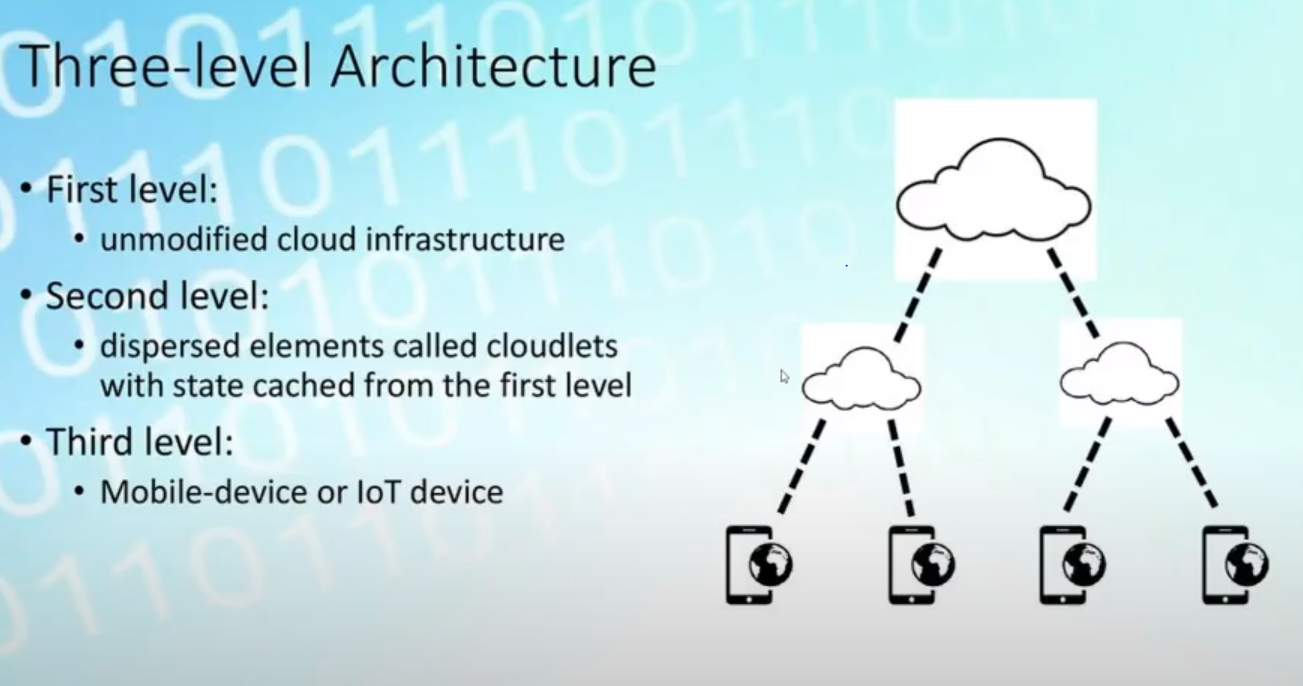 Three-level Architecture
• First level:
• unmodified cloud infrastructure
• Second level:
• dispersed elements called cloudlets
with state cached from the first level
• Third level:
• Mobile-device or IoT device